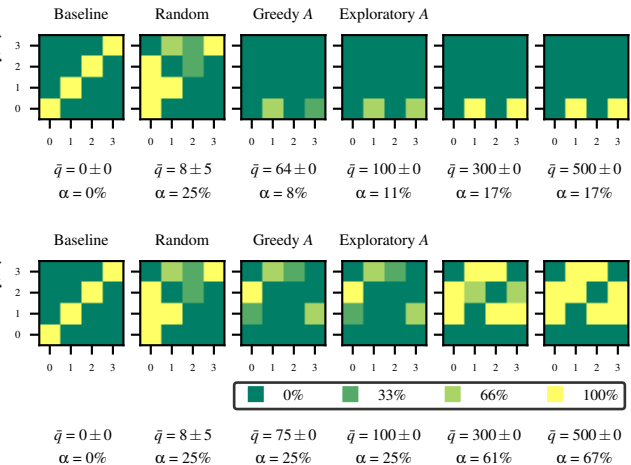 Baseline Random Greedy A Exploratory A
3
2
1
0
0 1 2 3 0 1 2 3 0 1 2 3 0 1 2 3 0 1 2 3 0 1 2 3
q̄ = 0 ± 0 q̄ = 8 ± 5 q̄ = 64 ± 0 q̄ = 100 ± 0 q̄ = 300 ± 0 q̄ = 500 ± 0
α = 0% α = 25% α = 8% α = 11% α = 17% α = 17%
Baseline Random Greedy A Exploratory A
3
2
1
0
0 1 2 3 0 1 2 3 0 1 2 3 0 1 2 3 0 1 2 3 0 1 2 3
0% 33% 66% 100%
q̄ = 0 ± 0 q̄ = 8 ± 5 q̄ = 75 ± 0 q̄ = 100 ± 0 q̄ = 300 ± 0 q̄ = 500 ± 0
α = 0% α = 25% α = 25% α = 25% α = 61% α = 67%